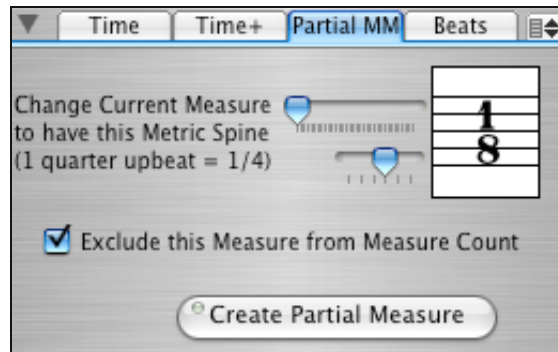 Time Time+ Partial MM Beats
Change Current Measure
to have this Metric Spine
(1 quarter upbeat = 1/4)
1
8
Exclude this Measure from Measure Count
Create Partial Measure